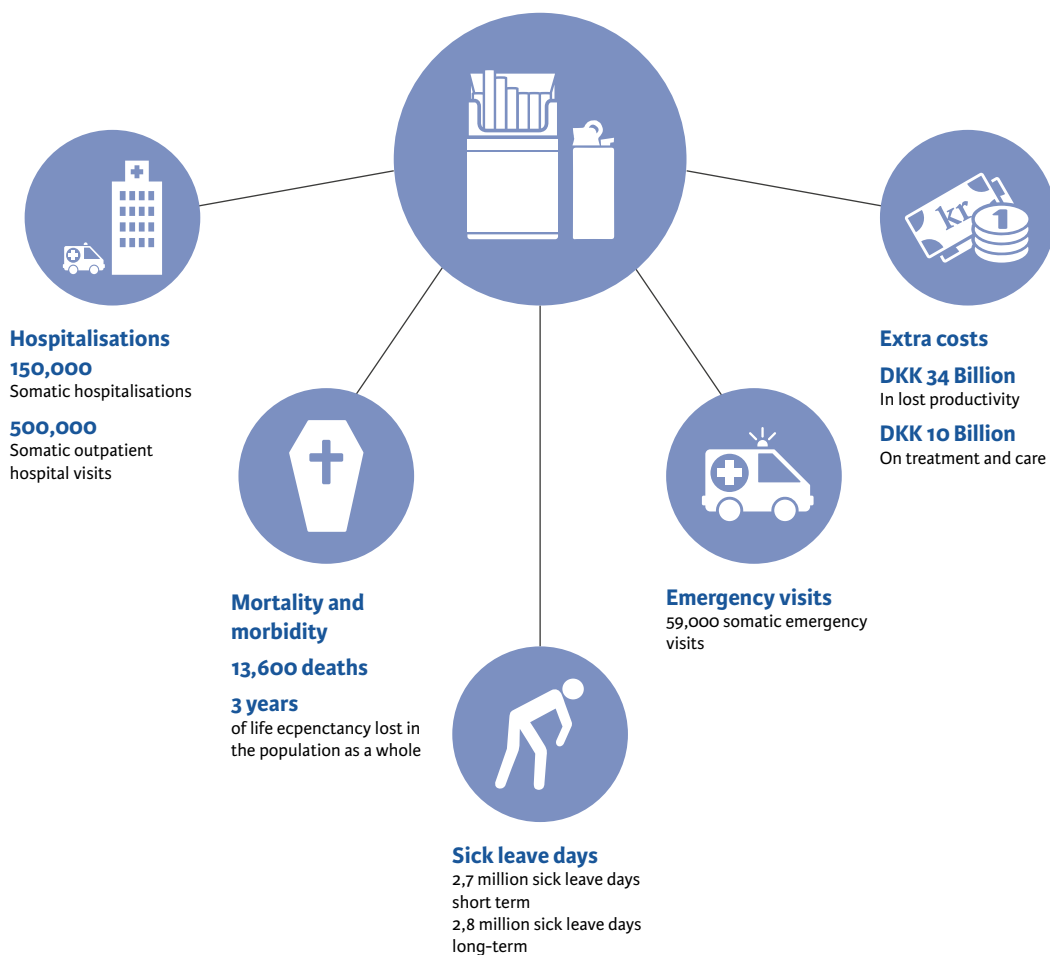 kr
1
Hospitalisations
150,000
Somatic hospitalisations
500,000
Somatic outpatient
hospital visits
Extra costs
DKK 34 Billion
In lost productivity
DKK 10 Billion
On treatment and care
Mortality and
morbidity
13,600 deaths
3 years
of life ecpenctancy lost in
the population as a whole
Emergency visits
59,000 somatic emergency
visits
Sick leave days
2,7 million sick leave days
short term
2,8 million sick leave days
long-term